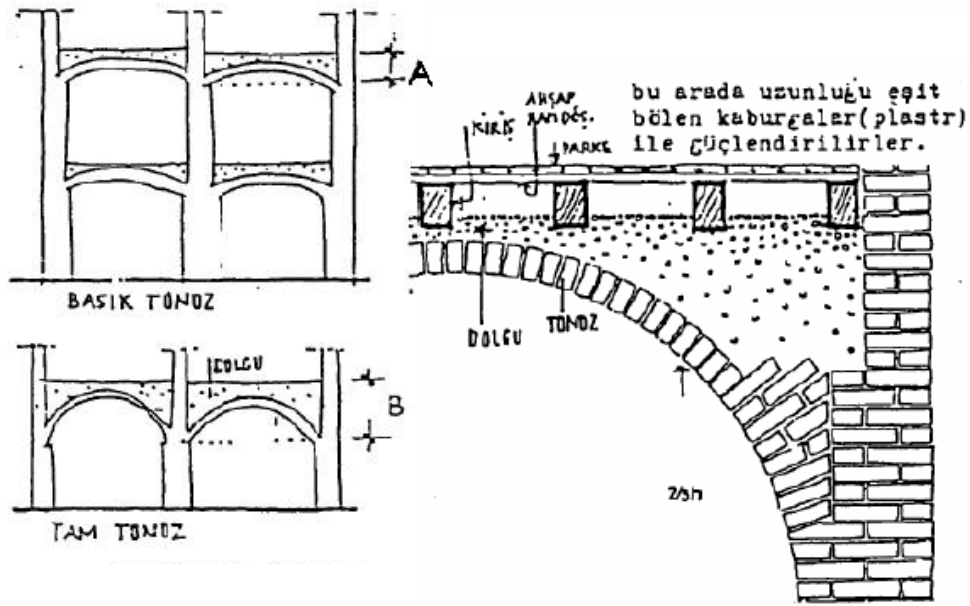 A
BASIK TONOZ
DOLGU
B
TAM TONOZ
bu arada uzunluğu eşit
bölen kaburgalar(plastr)
ile güçlendirilirler.
AHŞAP
KİRİŞ
PARKE
DOLGU
TONOZ